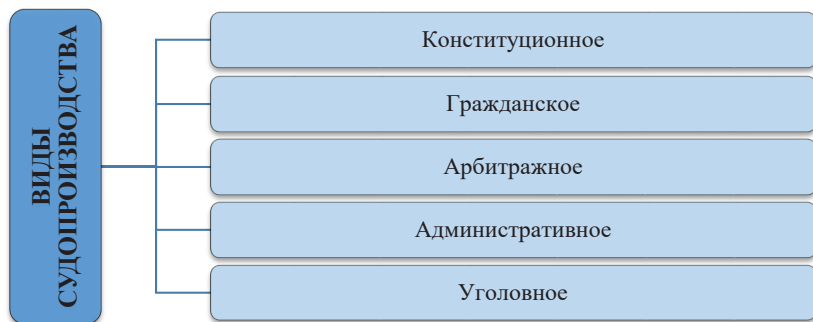 ВИДЫ
СУДОПРОИЗВОДСТВА
Конституционное
Гражданское
Арбитражное
Административное
Уголовное